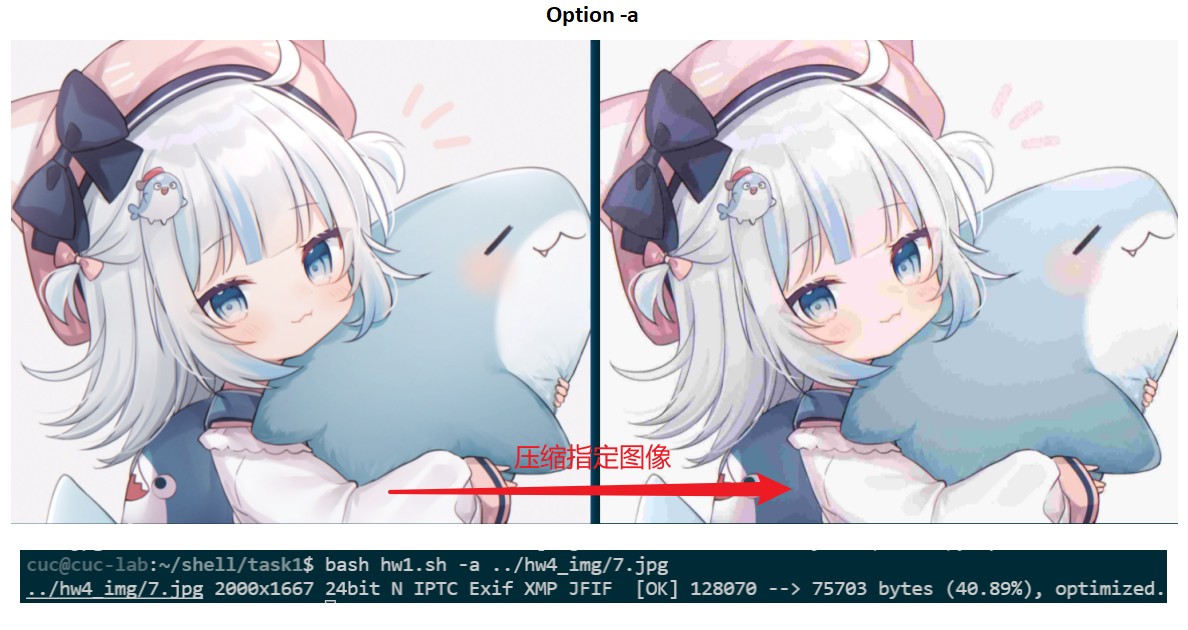 Option -a
压缩指定图像
cuc@cuc-lab:~/shell/task1$ bash hw1.sh -a ../hw4_img/7.jpg
../hw4_img/7.jpg 2000x1667 24bit N IPTC Exif XMP JFIF  [OK] 128070 --> 75703 bytes (40.89%), optimized.